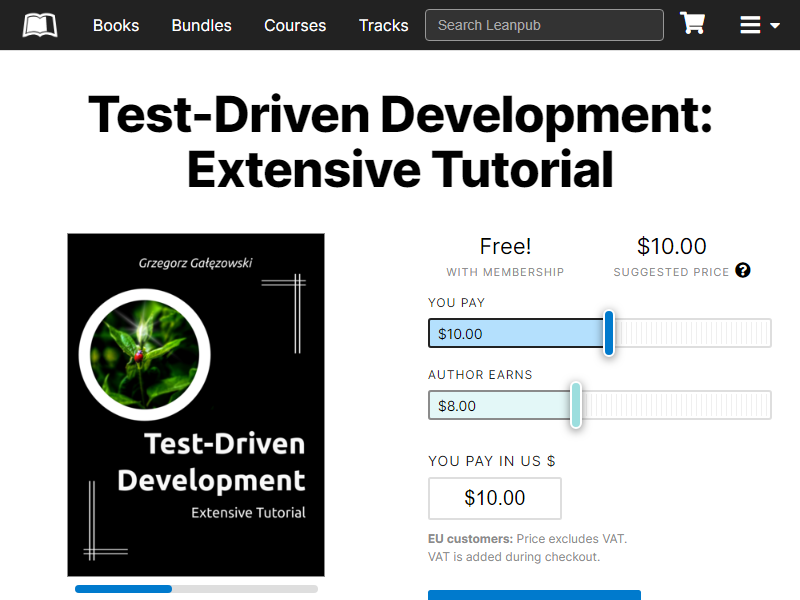 Books
Bundles
Courses
Tracks
Search Leanpub
Test-Driven Development:
Extensive Tutorial
Grzegorz Gałęzowski
Test-Driven
Development
Extensive Tutorial
Free!
WITH MEMBERSHIP
$10.00
SUGGESTED PRICE ?
YOU PAY
$10.00
AUTHOR EARNS
$8.00
YOU PAY IN US $
$10.00
EU customers: Price excludes VAT.
VAT is added during checkout.